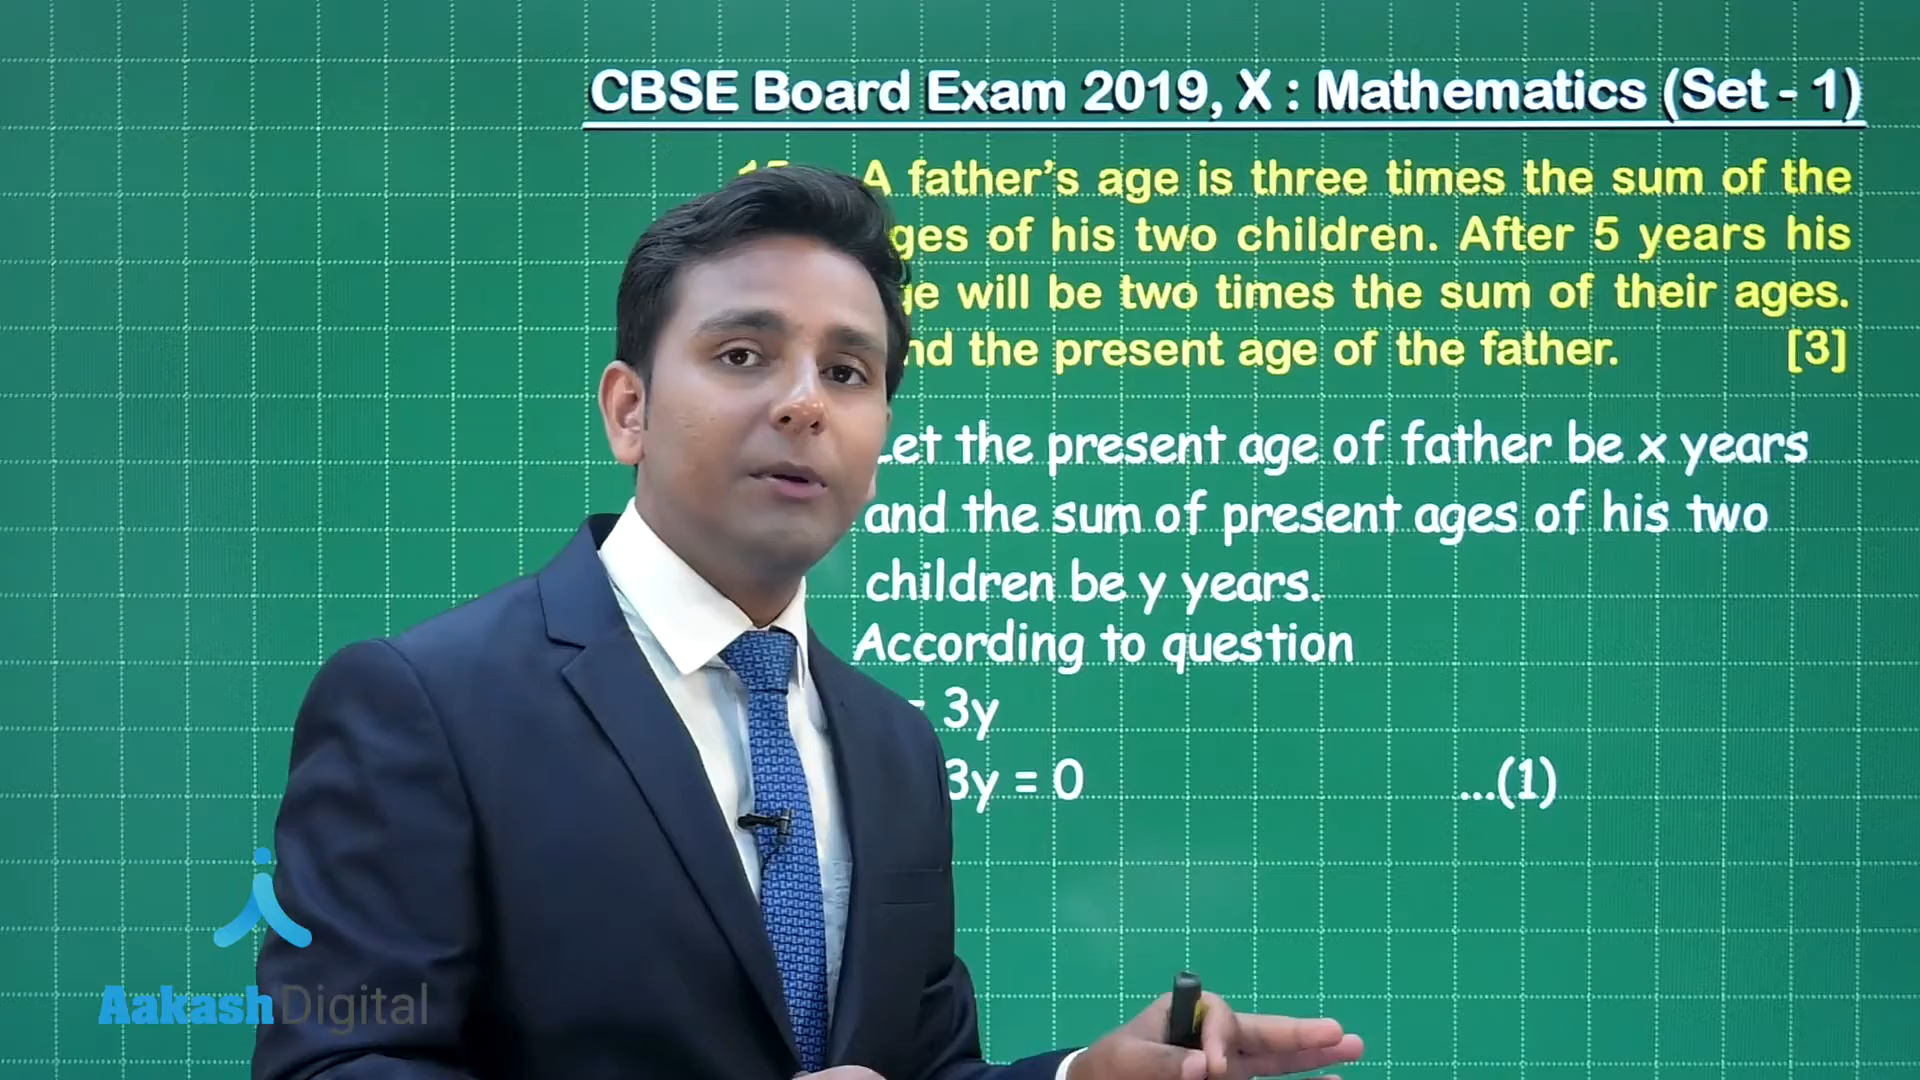 CBSE Board Exam 2019, X : Mathematics (Set - 1)
A father's age is three times the sum of the
of his two children. After 5 years his
will be two times the sum of their ages.
the present age of the father. [3]
Let the present age of father be x years
and the sum of present ages of his two
children be y years.
According to question
= 3y
3y = 0 ...(1)
Aakash Digital